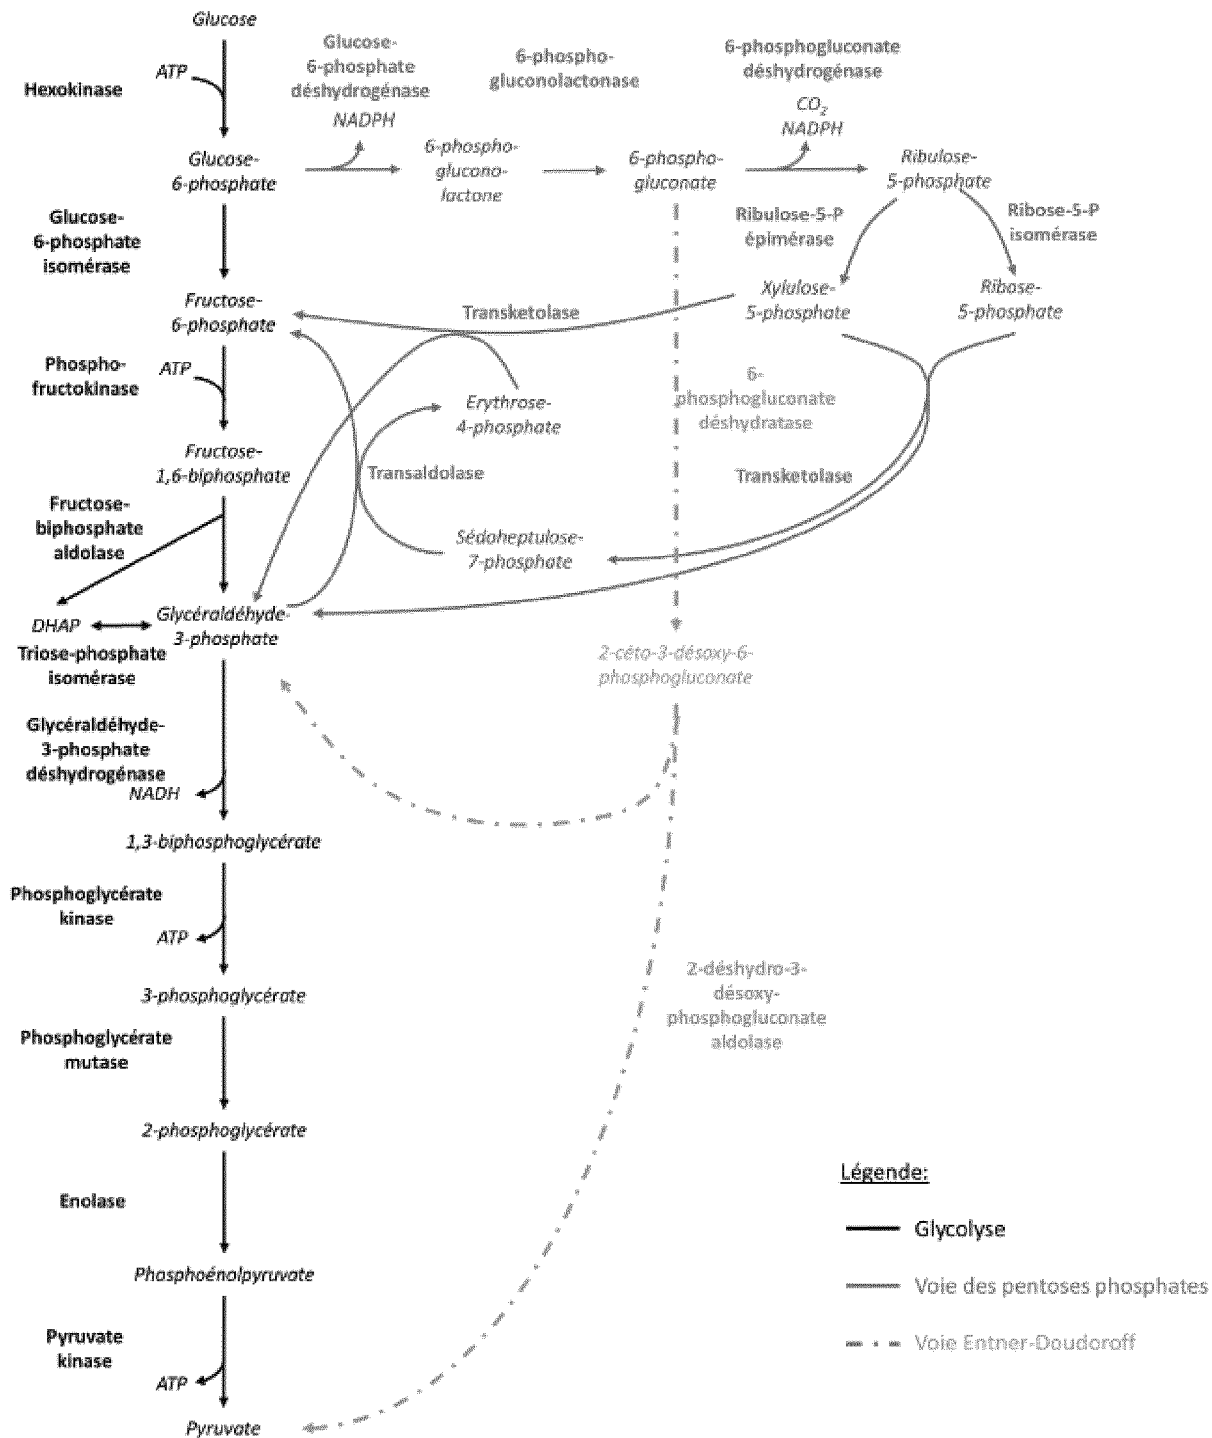 Glucose
ATP
Hexokinase
Glucose-
6-phosphate
déshydrogénase
NADPH
6-phospho-
gluconolactonase
6-phosphogluconate
déshydrogénase
CO2
NADPH
Glucose-
6-phosphate
6-phospho-
glucono-
lactone
6-phospho-
gluconate
Ribulose-
5-phosphate
Glucose-
6-phosphate
isomérase
Ribulose-5-P
épimérase
Ribose-5-P
isomérase
Fructose-
6-phosphate
Transketolase
Xylulose-
5-phosphate
Ribose-
5-phosphate
Phospho-
fructokinase
ATP
Erythrose-
4-phosphate
6-
phosphogluconate
déshydratase
Fructose-
1,6-biphosphate
Transaldolase
Transketolase
Fructose-
biphosphate
aldolase
Sédoheptulose-
7-phosphate
DHAP
Glycéraldéhyde-
3-phosphate
Triose-phosphate
isomérase
2-céto-3-désoxy-6-
phosphogluconate
Glycéraldéhyde-
3-phosphate
déshydrogénase
NADH
1,3-biphosphoglycérate
Phosphoglycérate
kinase
ATP
3-phosphoglycérate
2-déshydro-3-
désoxy-
phosphogluconate
aldolase
Phosphoglycérate
mutase
2-phosphoglycérate
Enolase
Phosphoénolpyruvate
Pyruvate
kinase
ATP
Pyruvate
Légende:
Glycolyse
Voie des pentoses phosphates
Voie Entner-Doudoroff